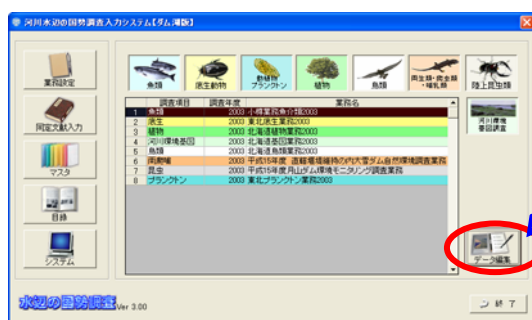 河川水辺の国勢調査入力システム【ダム湖版】
業務設定
同定文献入力
マスタ
目録
システム
魚類
底生動物
動植物プランクトン
植物
鳥類
両生類・爬虫類・哺乳類
陸上昆虫類
調査項目 調査年度 業務名
1 魚類 2003 小樽業務魚介類2003
2 底生 2003 東北底生業務2003
3 植物 2003 北海道植物業務2003
4 河川環境基図 2003 北海道基図業務2003
5 鳥類 2003 北海道鳥類業務2003
6 両爬哺 2003 平成15年度 直轄堰堤維持の内大雪ダム自然環境調査業務
7 昆虫 2003 平成15年度月山ダム環境モニタリング調査業務
8 プランクトン 2003 東北プランクトン業務2003
河川環境基図調査
データ編集
水辺の国勢調査 Ver 3.00
終了